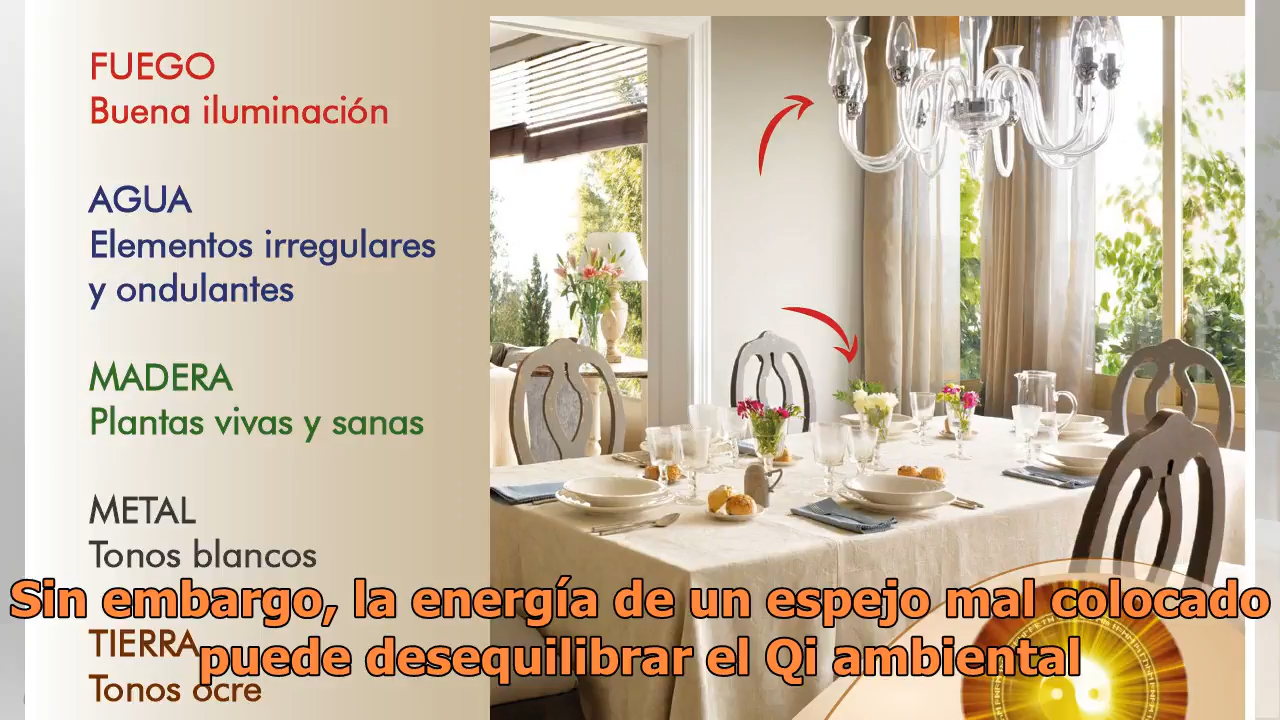 FUEGO
Buena iluminación
AGUA
Elementos irregulares
y ondulantes
MADERA
Plantas vivas y sanas
METAL
Tonos blancos
Sin embargo, la energía de un espejo mal colocado
TIERRA
puede desequilibrar el Qi ambiental
Tonos ocre